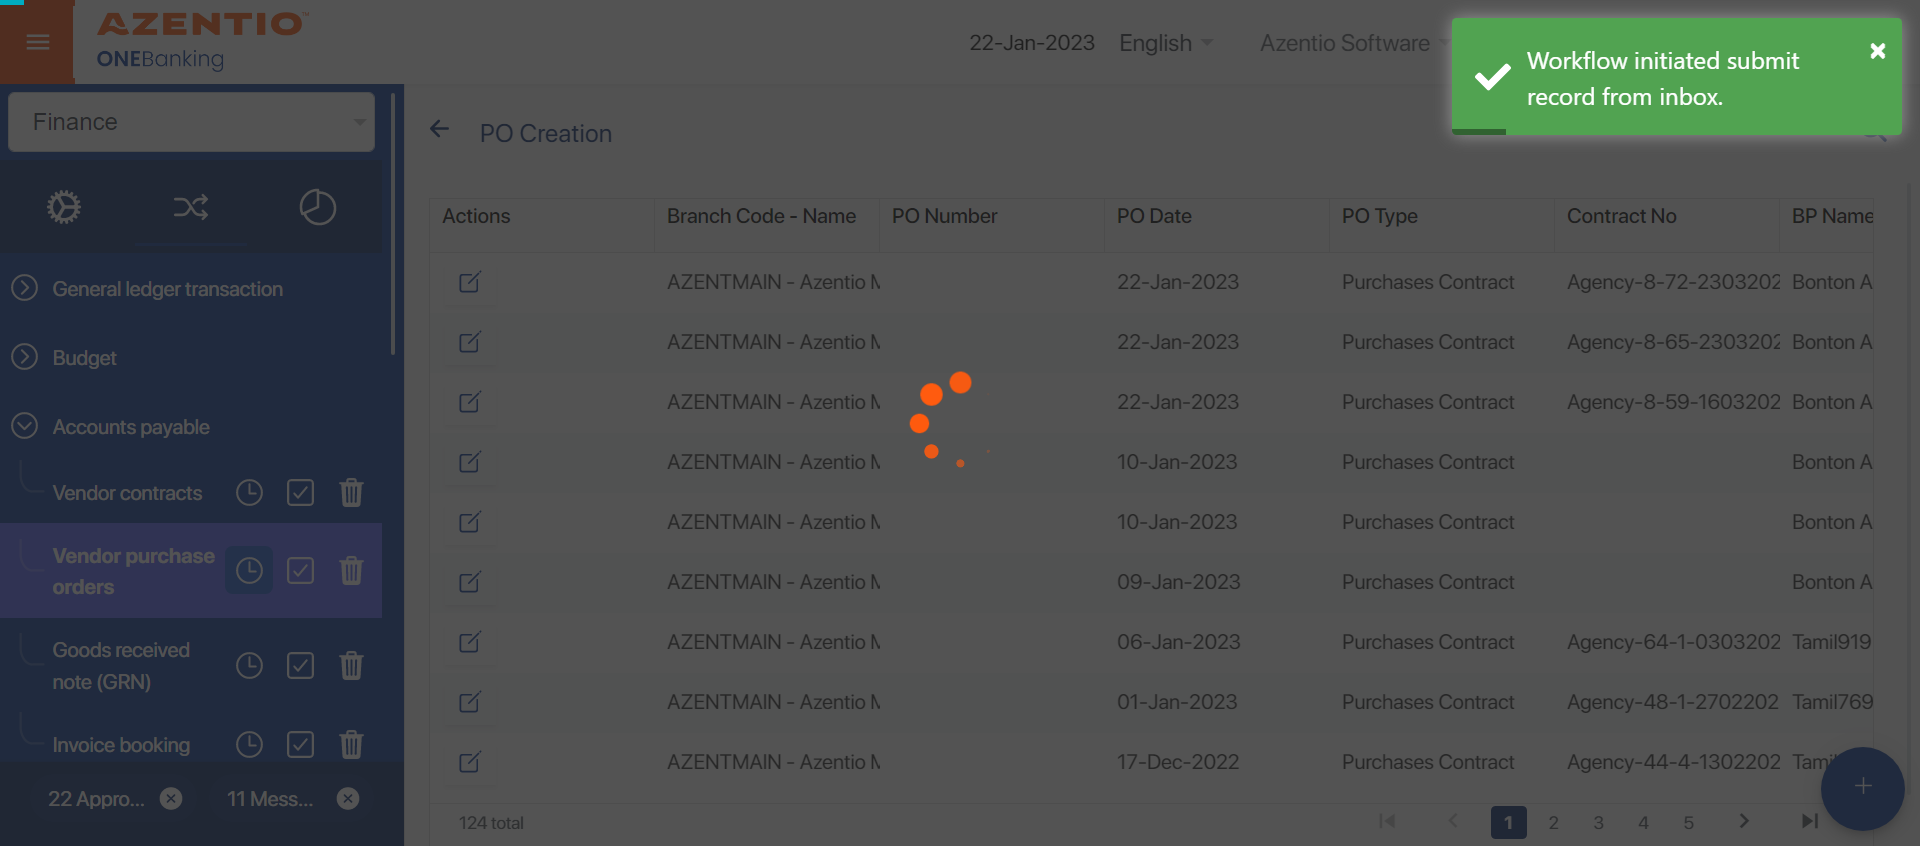 AZENTIO™
ONEBanking
22-Jan-2023 English Azentio Software
Workflow initiated submit
record from inbox.
Finance
PO Creation
General ledger transaction
Budget
Accounts payable
Vendor contracts
Vendor purchase
orders
Goods received
note (GRN)
Invoice booking
22 Appro...
11 Mess...
Actions Branch Code - Name PO Number PO Date PO Type Contract No BP Name
AZENTMAIN - Azentio 22-Jan-2023 Purchases Contract Agency-8-72-2303202 Bonton A
AZENTMAIN - Azentio 22-Jan-2023 Purchases Contract Agency-8-65-2303202 Bonton A
AZENTMAIN - Azentio 22-Jan-2023 Purchases Contract Agency-8-59-1603202 Bonton A
AZENTMAIN - Azentio 10-Jan-2023 Purchases Contract Bonton A
AZENTMAIN - Azentio 10-Jan-2023 Purchases Contract Bonton A
AZENTMAIN - Azentio 09-Jan-2023 Purchases Contract Bonton A
AZENTMAIN - Azentio 06-Jan-2023 Purchases Contract Agency-64-1-0303202 Tamil919
AZENTMAIN - Azentio 01-Jan-2023 Purchases Contract Agency-48-1-2702202 Tamil769
AZENTMAIN - Azentio 17-Dec-2022 Purchases Contract Agency-44-4-1302202
124 total 1 2 3 4 5